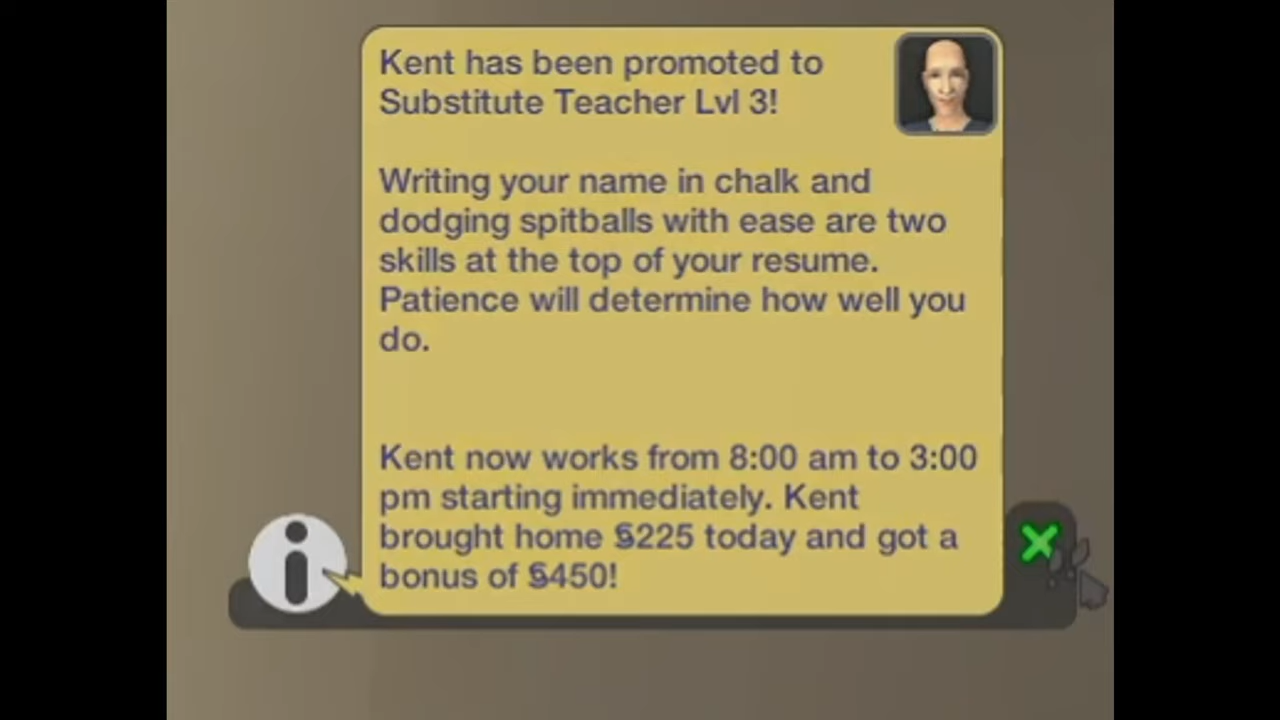 Kent has been promoted to
Substitute Teacher Lvl 3!
Writing your name in chalk and
dodging spitballs with ease are two
skills at the top of your resume.
Patience will determine how well you
do.
Kent now works from 8:00 am to 3:00
pm starting immediately. Kent
brought home §225 today and got a
bonus of §450!